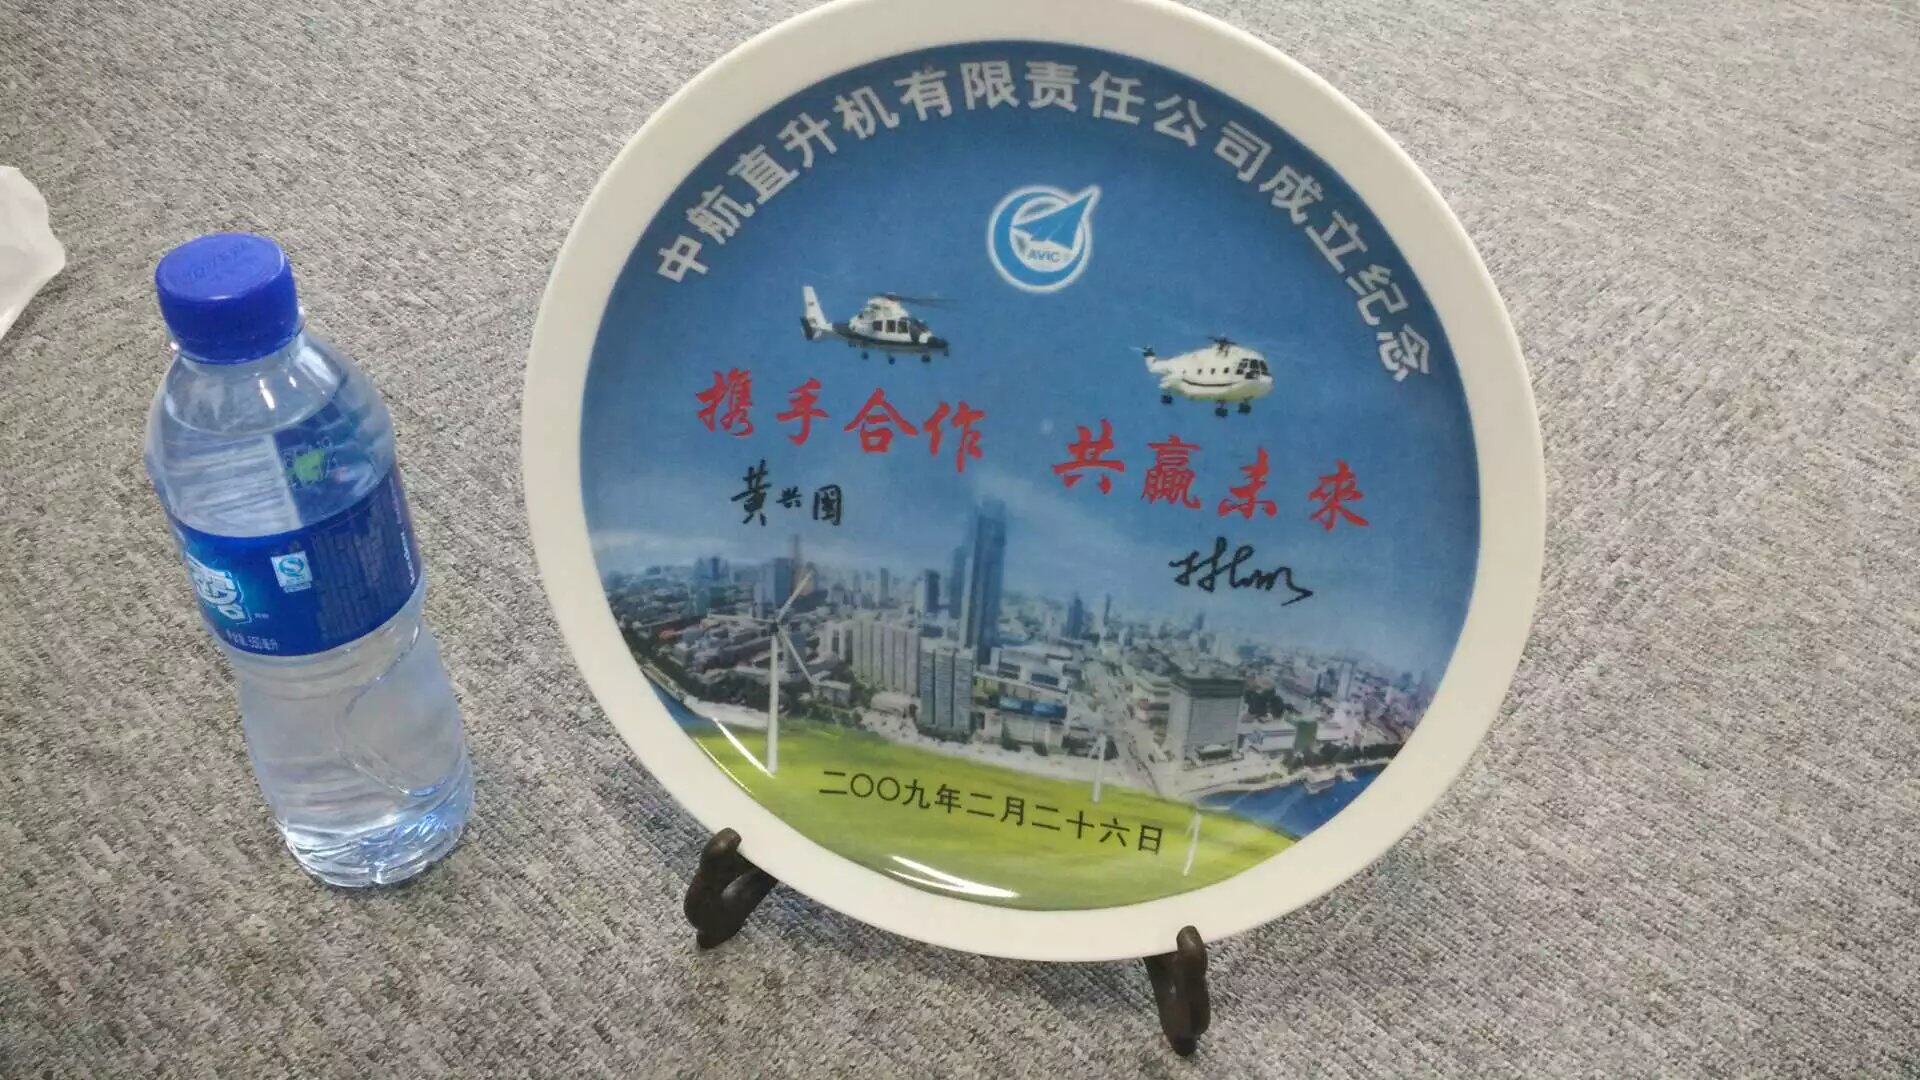 中航直升机有限责任公司成立纪念
AVIC
携手合作 共赢未來
黄兴国
二〇〇九年二月二十六日